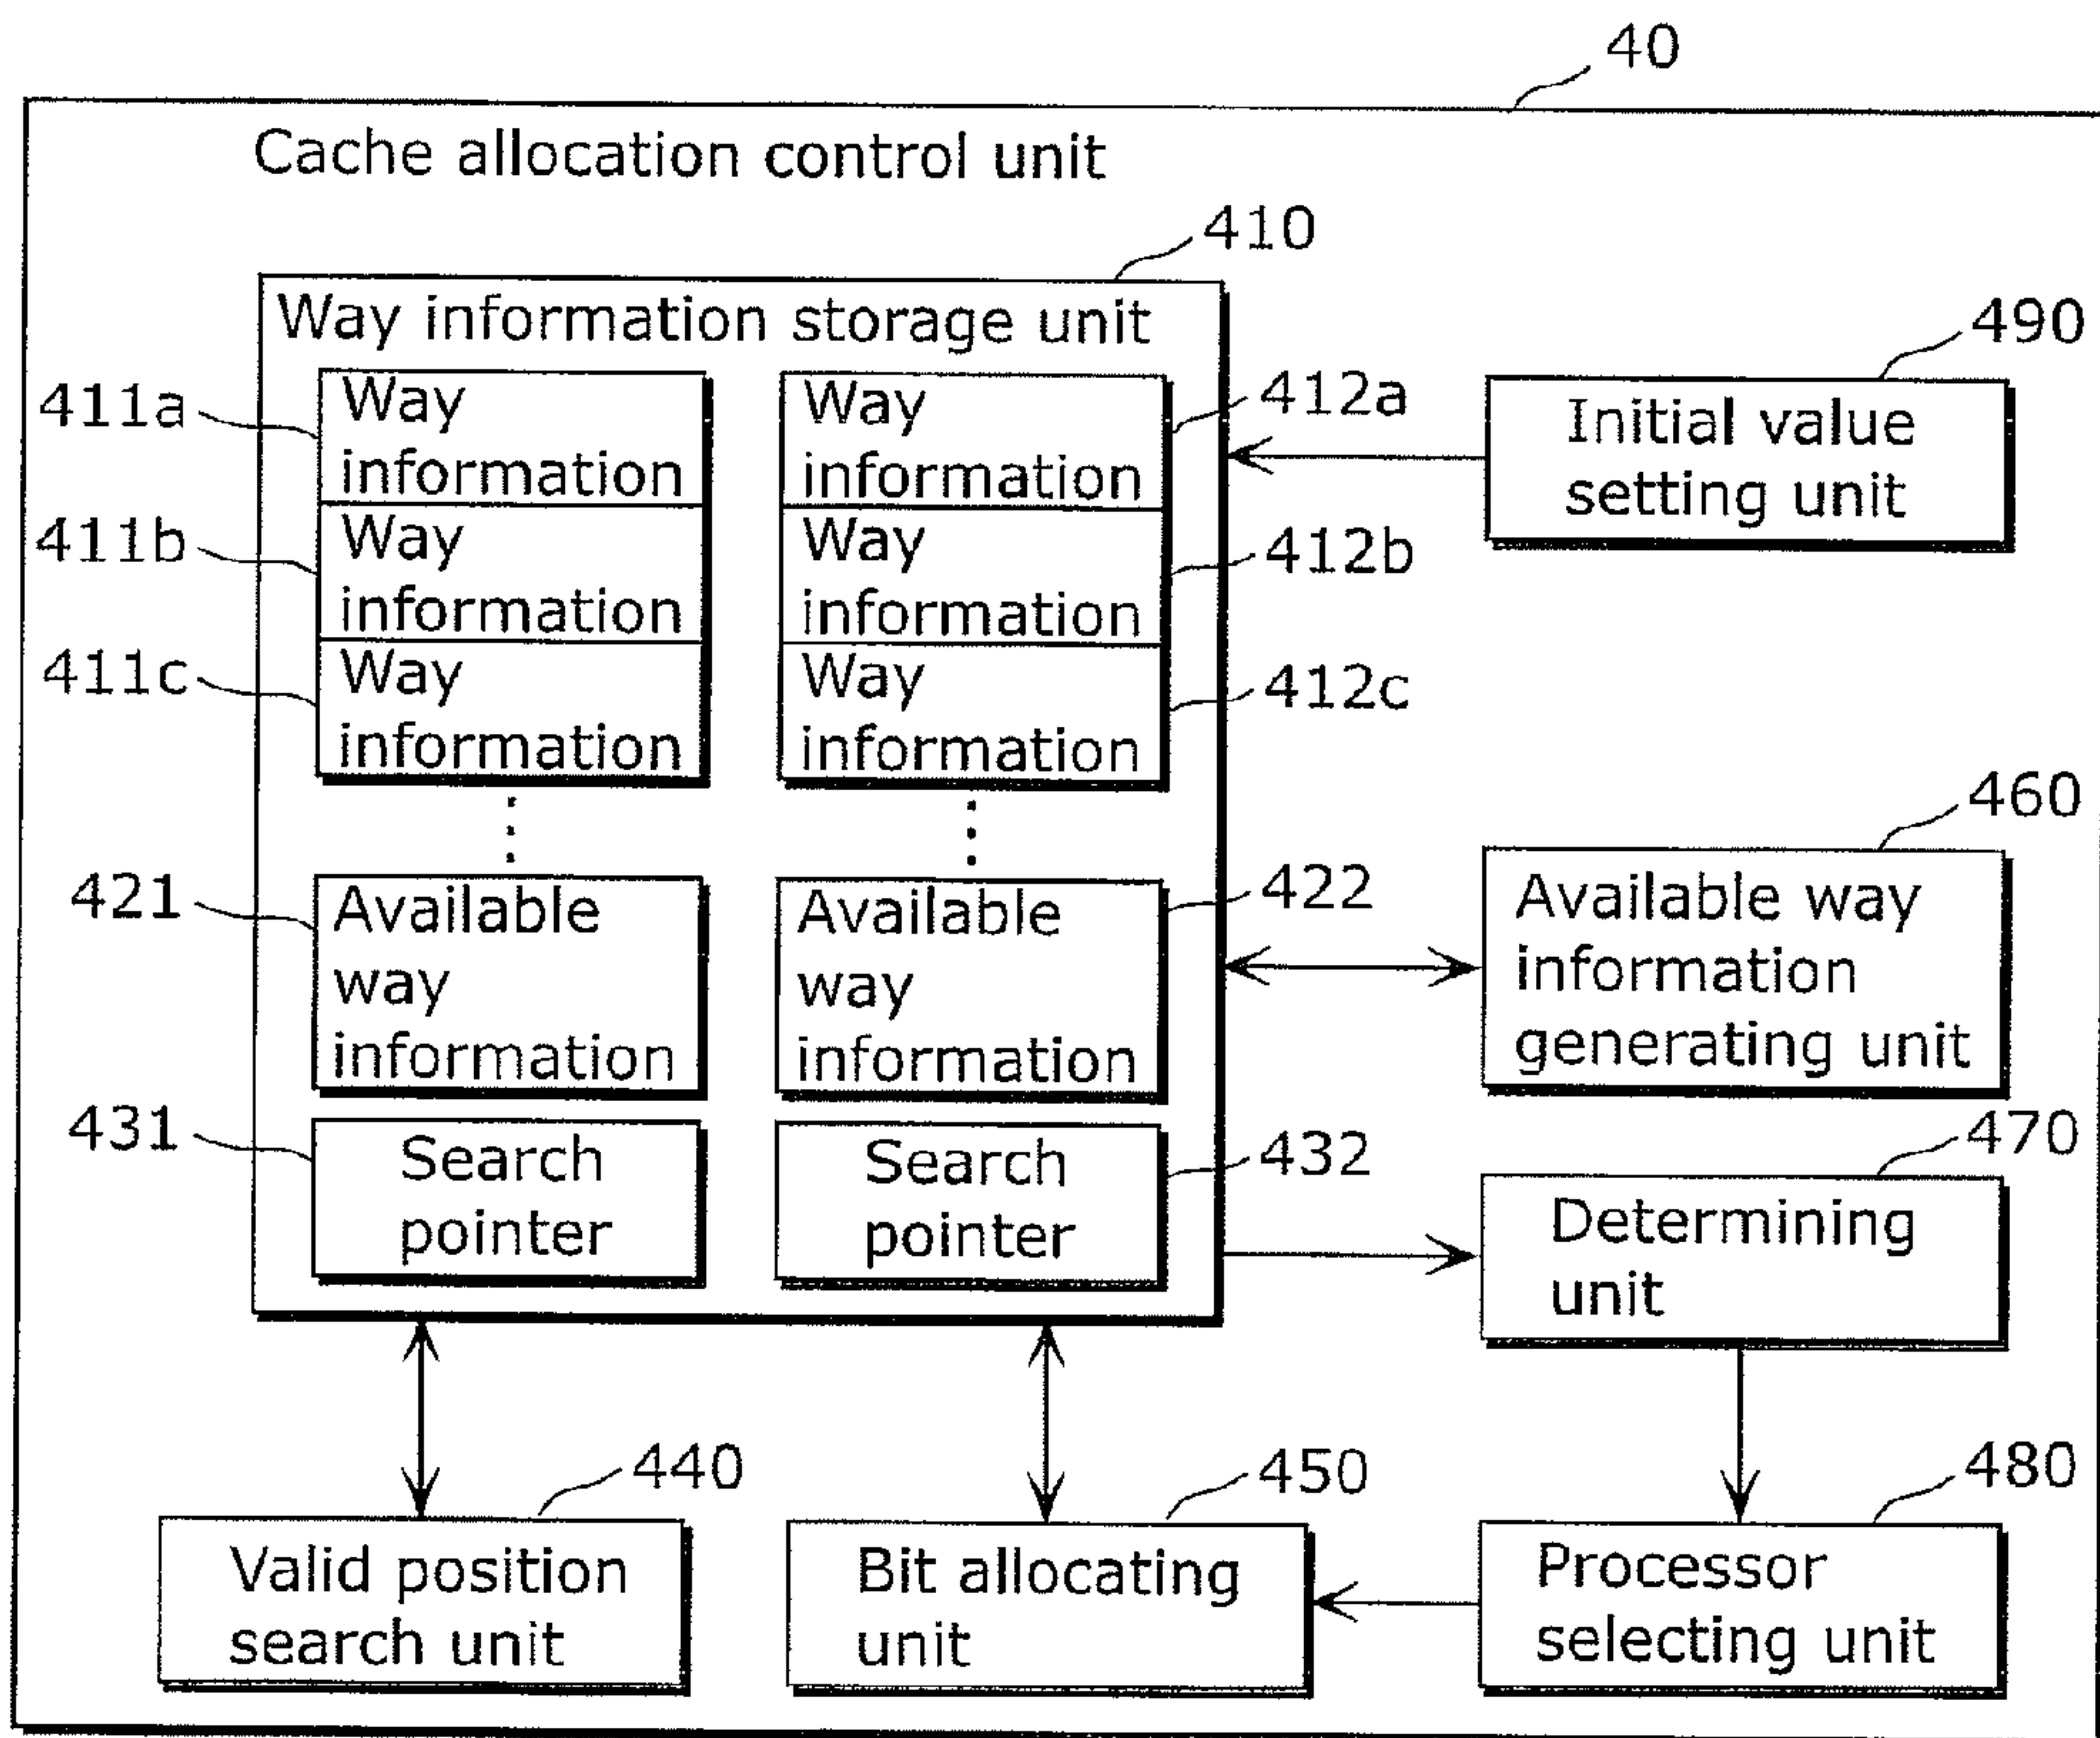 40
Cache allocation control unit
410
Way information storage unit
490
411a
Way
information
Way
information
412a
Initial value
setting unit
411b
Way
information
Way
information
412b
411c
Way
information
Way
information
412c
460
421
Available
way
information
Available
way
information
422
Available way
information
generating unit
431
Search
pointer
Search
pointer
432
470
Determining
unit
440
450
480
Valid position
search unit
Bit allocating
unit
Processor
selecting unit